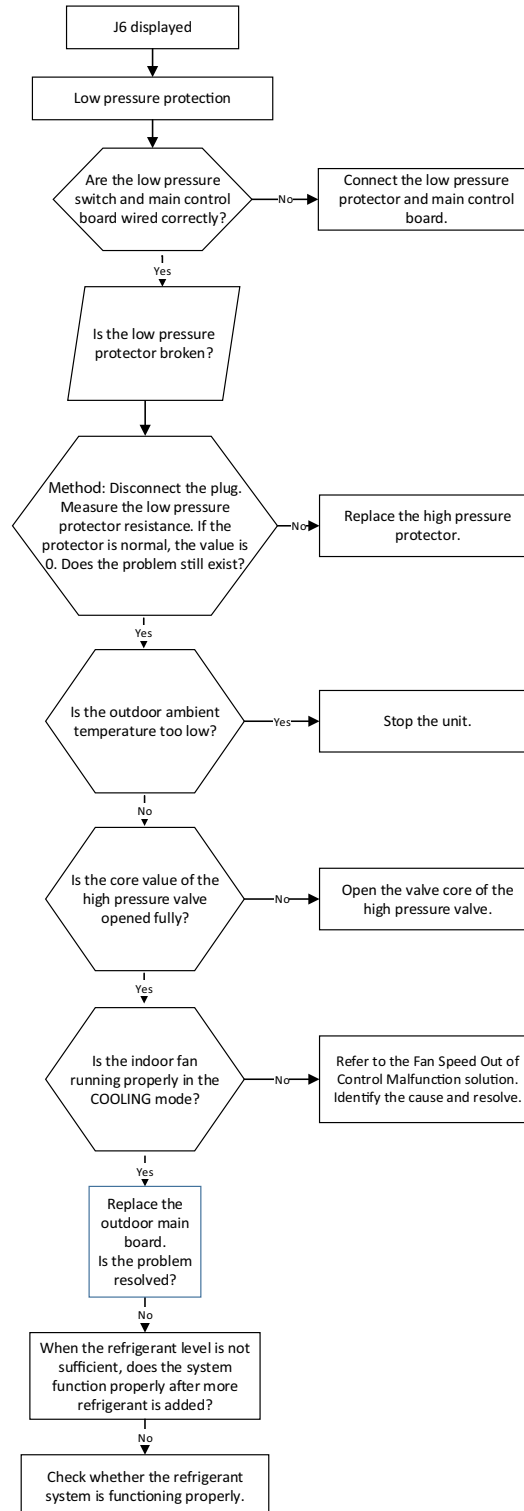 J6 displayed
Low pressure protection
Are the low pressure
switch and main control
board wired correctly?
No
Connect the low pressure
protector and main control
board.
Yes
Is the low pressure
protector broken?
Method: Disconnect the plug.
Measure the low pressure
protector resistance. If the
protector is normal, the value is
0. Does the problem still exist?
No
Replace the high pressure
protector.
Yes
Is the outdoor ambient
temperature too low?
Yes
Stop the unit.
No
Is the core value of the
high pressure valve
opened fully?
No
Open the valve core of the
high pressure valve.
Yes
Is the indoor fan
running properly in the
COOLING mode?
No
Refer to the Fan Speed Out of
Control Malfunction solution.
Identify the cause and resolve.
Yes
Replace the
outdoor main
board.
Is the problem
resolved?
No
When the refrigerant level is not
sufficient, does the system
function properly after more
refrigerant is added?
No
Check whether the refrigerant
system is functioning properly.